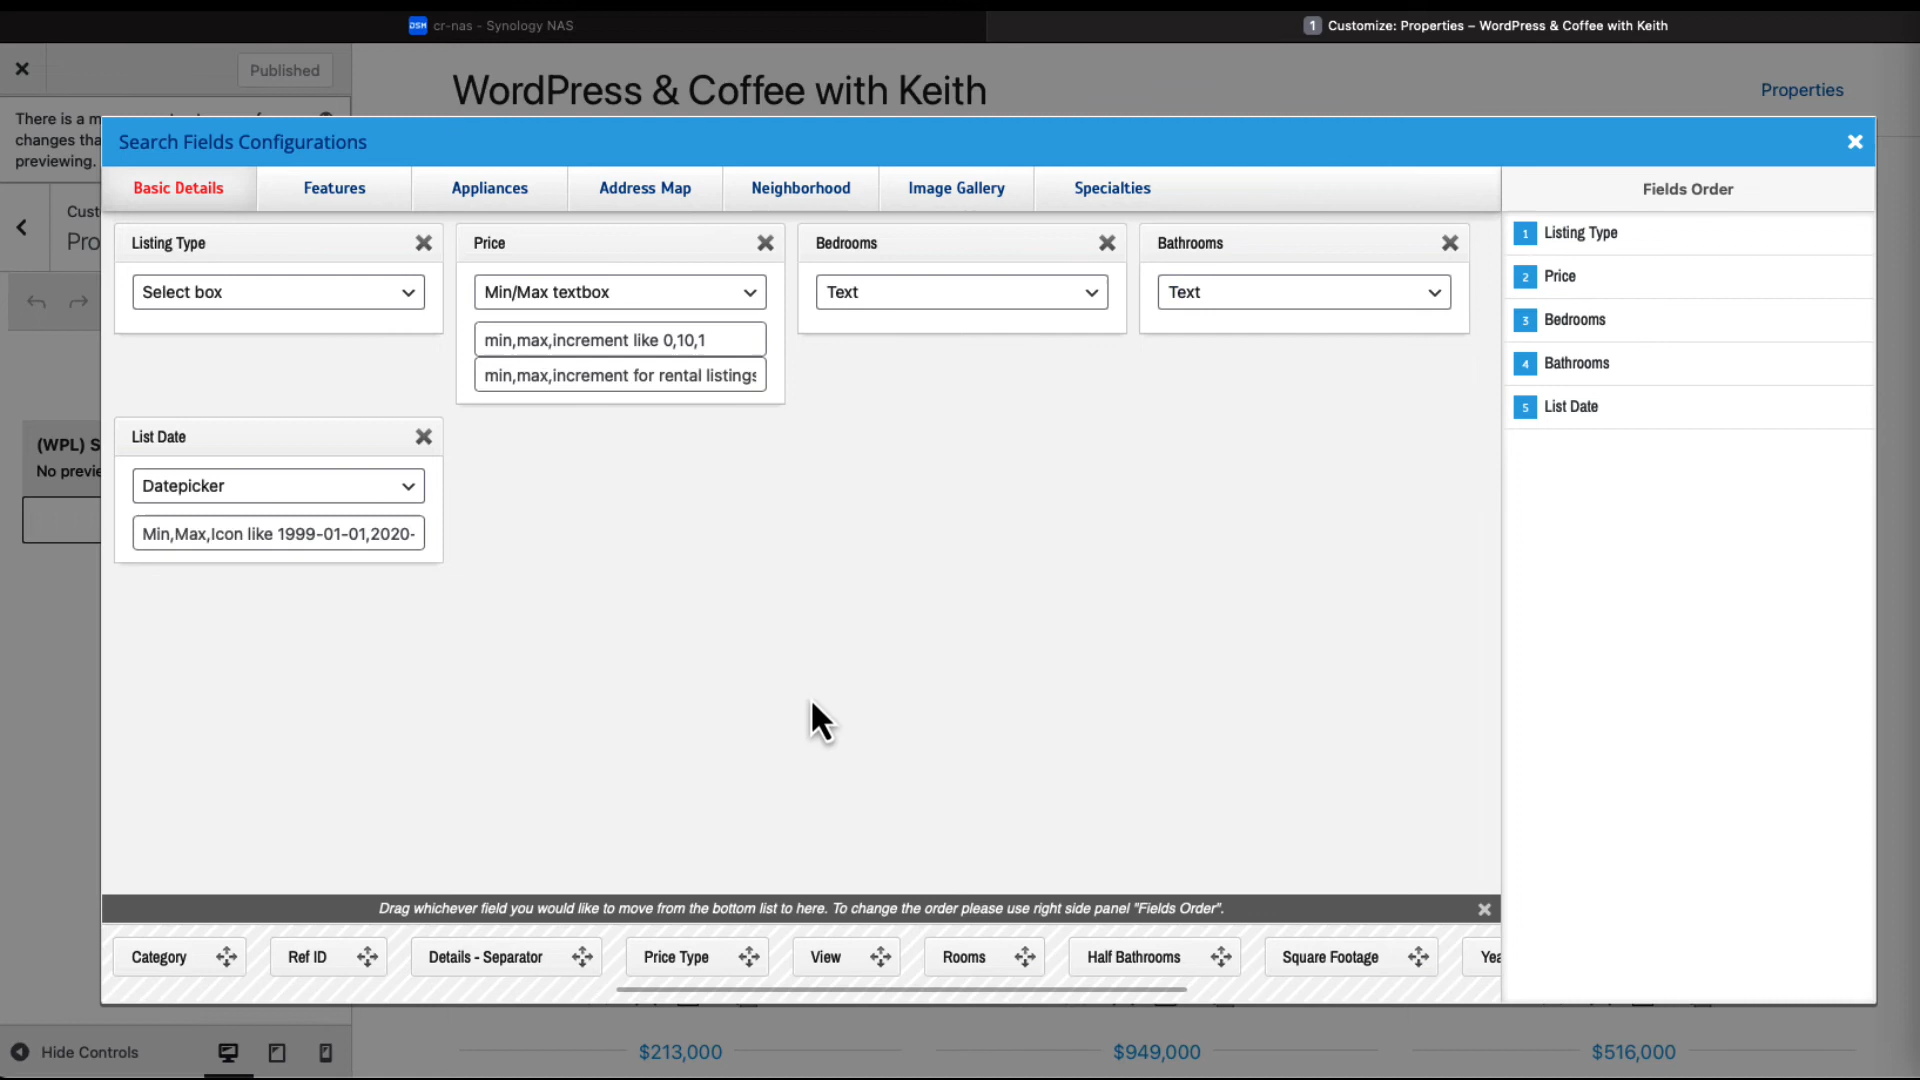 DSM cr-nas - Synology NAS
1 Customize: Properties – WordPress & Coffee with Keith
Published
WordPress & Coffee with Keith
Properties
There is a m
changes tha
previewing.
Search Fields Configurations
Basic Details
Features
Appliances
Address Map
Neighborhood
Image Gallery
Specialties
Fields Order
Cust
Pro
Listing Type
Price
Bedrooms
Bathrooms
Select box
Min/Max textbox
Text
Text
min,max,increment like 0,10,1
min,max,increment for rental listings
List Date
Datepicker
Min,Max,Icon like 1999-01-01,2020-
1 Listing Type
2 Price
3 Bedrooms
4 Bathrooms
5 List Date
(WPL) S
No previe
Drag whichever field you would like to move from the bottom list to here. To change the order please use right side panel "Fields Order".
Category
Ref ID
Details - Separator
Price Type
View
Rooms
Half Bathrooms
Square Footage
Yea
Hide Controls
$213,000
$949,000
$516,000